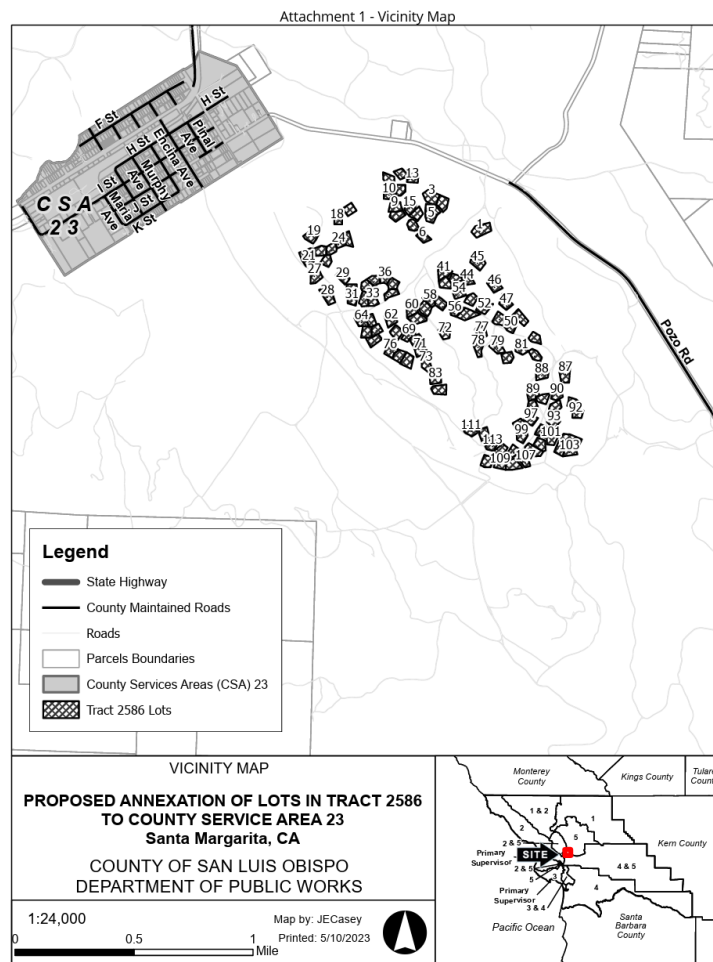 Attachment 1 - Vicinity Map
F St
H St
Pinal
Ave
Encina Ave
H St
Murphy
Ave
I St
J St
Maria
Ave
K St
CSA
23
13
10
3
9
15
5
6
1
18
19
24
21
27
29
36
28
31
33
41
45
44
46
54
58
56
52
47
60
50
64
62
69
72
77
76
71
78
79
81
73
83
88
87
89
90
92
97
93
111
99
101
113
103
109
107
Pozo Rd
Legend
State Highway
County Maintained Roads
Roads
Parcels Boundaries
County Services Areas (CSA) 23
Tract 2586 Lots
VICINITY MAP
PROPOSED ANNEXATION OF LOTS IN TRACT 2586
TO COUNTY SERVICE AREA 23
Santa Margarita, CA
COUNTY OF SAN LUIS OBISPO
DEPARTMENT OF PUBLIC WORKS
1:24,000
Map by: JECasey
Printed: 5/10/2023
0 0.5 1
Mile
Monterey
County
Kings County
Tulare
County
1 & 2
1
2
5
2 & 5
Kern County
Primary
Supervisor
SITE
2 & 5
4 & 5
5
3
4
Primary
Supervisor
3 & 4
Pacific Ocean
Santa
Barbara
County